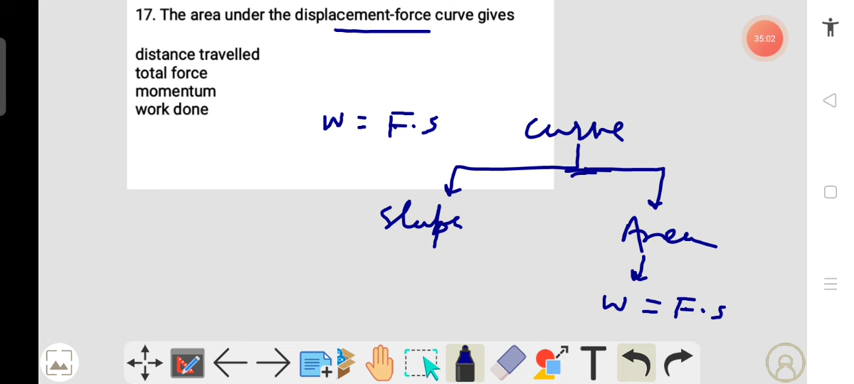 17. The area under the displacement-force curve gives
35:02
distance travelled
total force
momentum
work done
W = F.s
curve
slope
Area
W = F.s